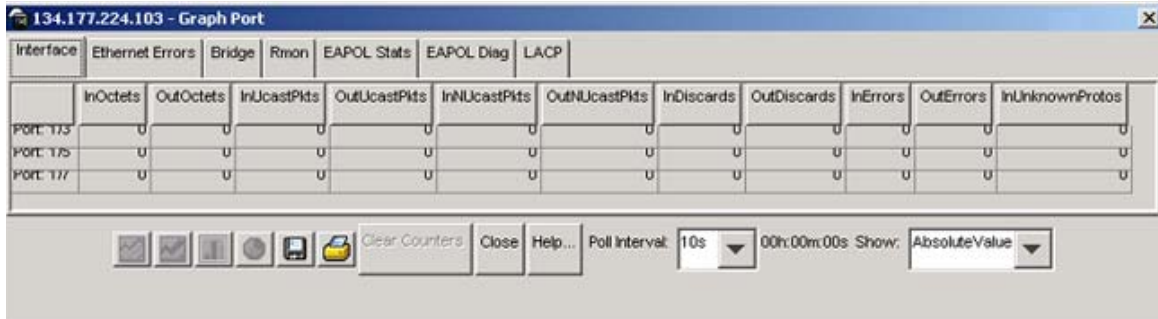 134.177.224.103 - Graph Port
Interface Ethernet Errors Bridge Rmon EAPOL Stats EAPOL Diag LACP
InOctets OutOctets InUcastPkts OutUcastPkts InNUcastPkts OutNUcastPkts InDiscards OutDiscards InErrors OutErrors InUnknownProtos
Port: 173 0 0 0 0 0 0 0 0 0 0 0
Port: 175 0 0 0 0 0 0 0 0 0 0 0
Port: 177 0 0 0 0 0 0 0 0 0 0 0
Clear Counters Close Help... Poll Interval: 10s 00h:00m:00s Show: AbsoluteValue